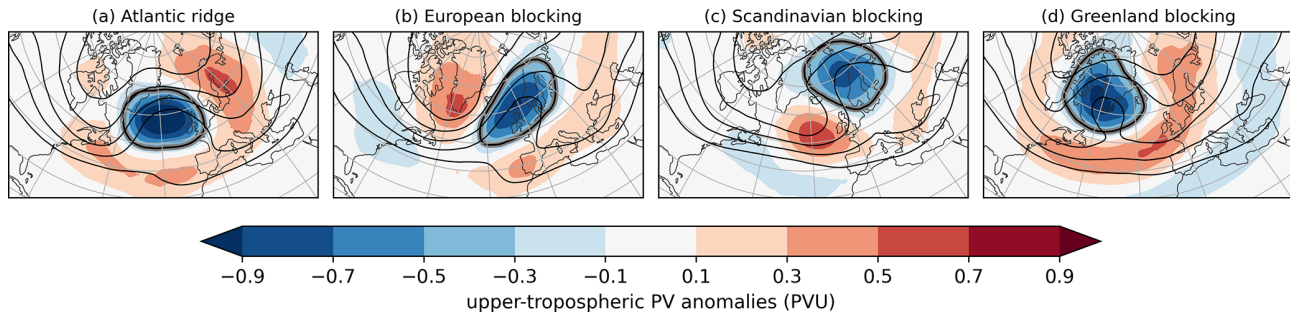 (a) Atlantic ridge
(b) European blocking
(c) Scandinavian blocking
(d) Greenland blocking
−0.9 −0.7 −0.5 −0.3 −0.1 0.1 0.3 0.5 0.7 0.9
upper-tropospheric PV anomalies (PVU)